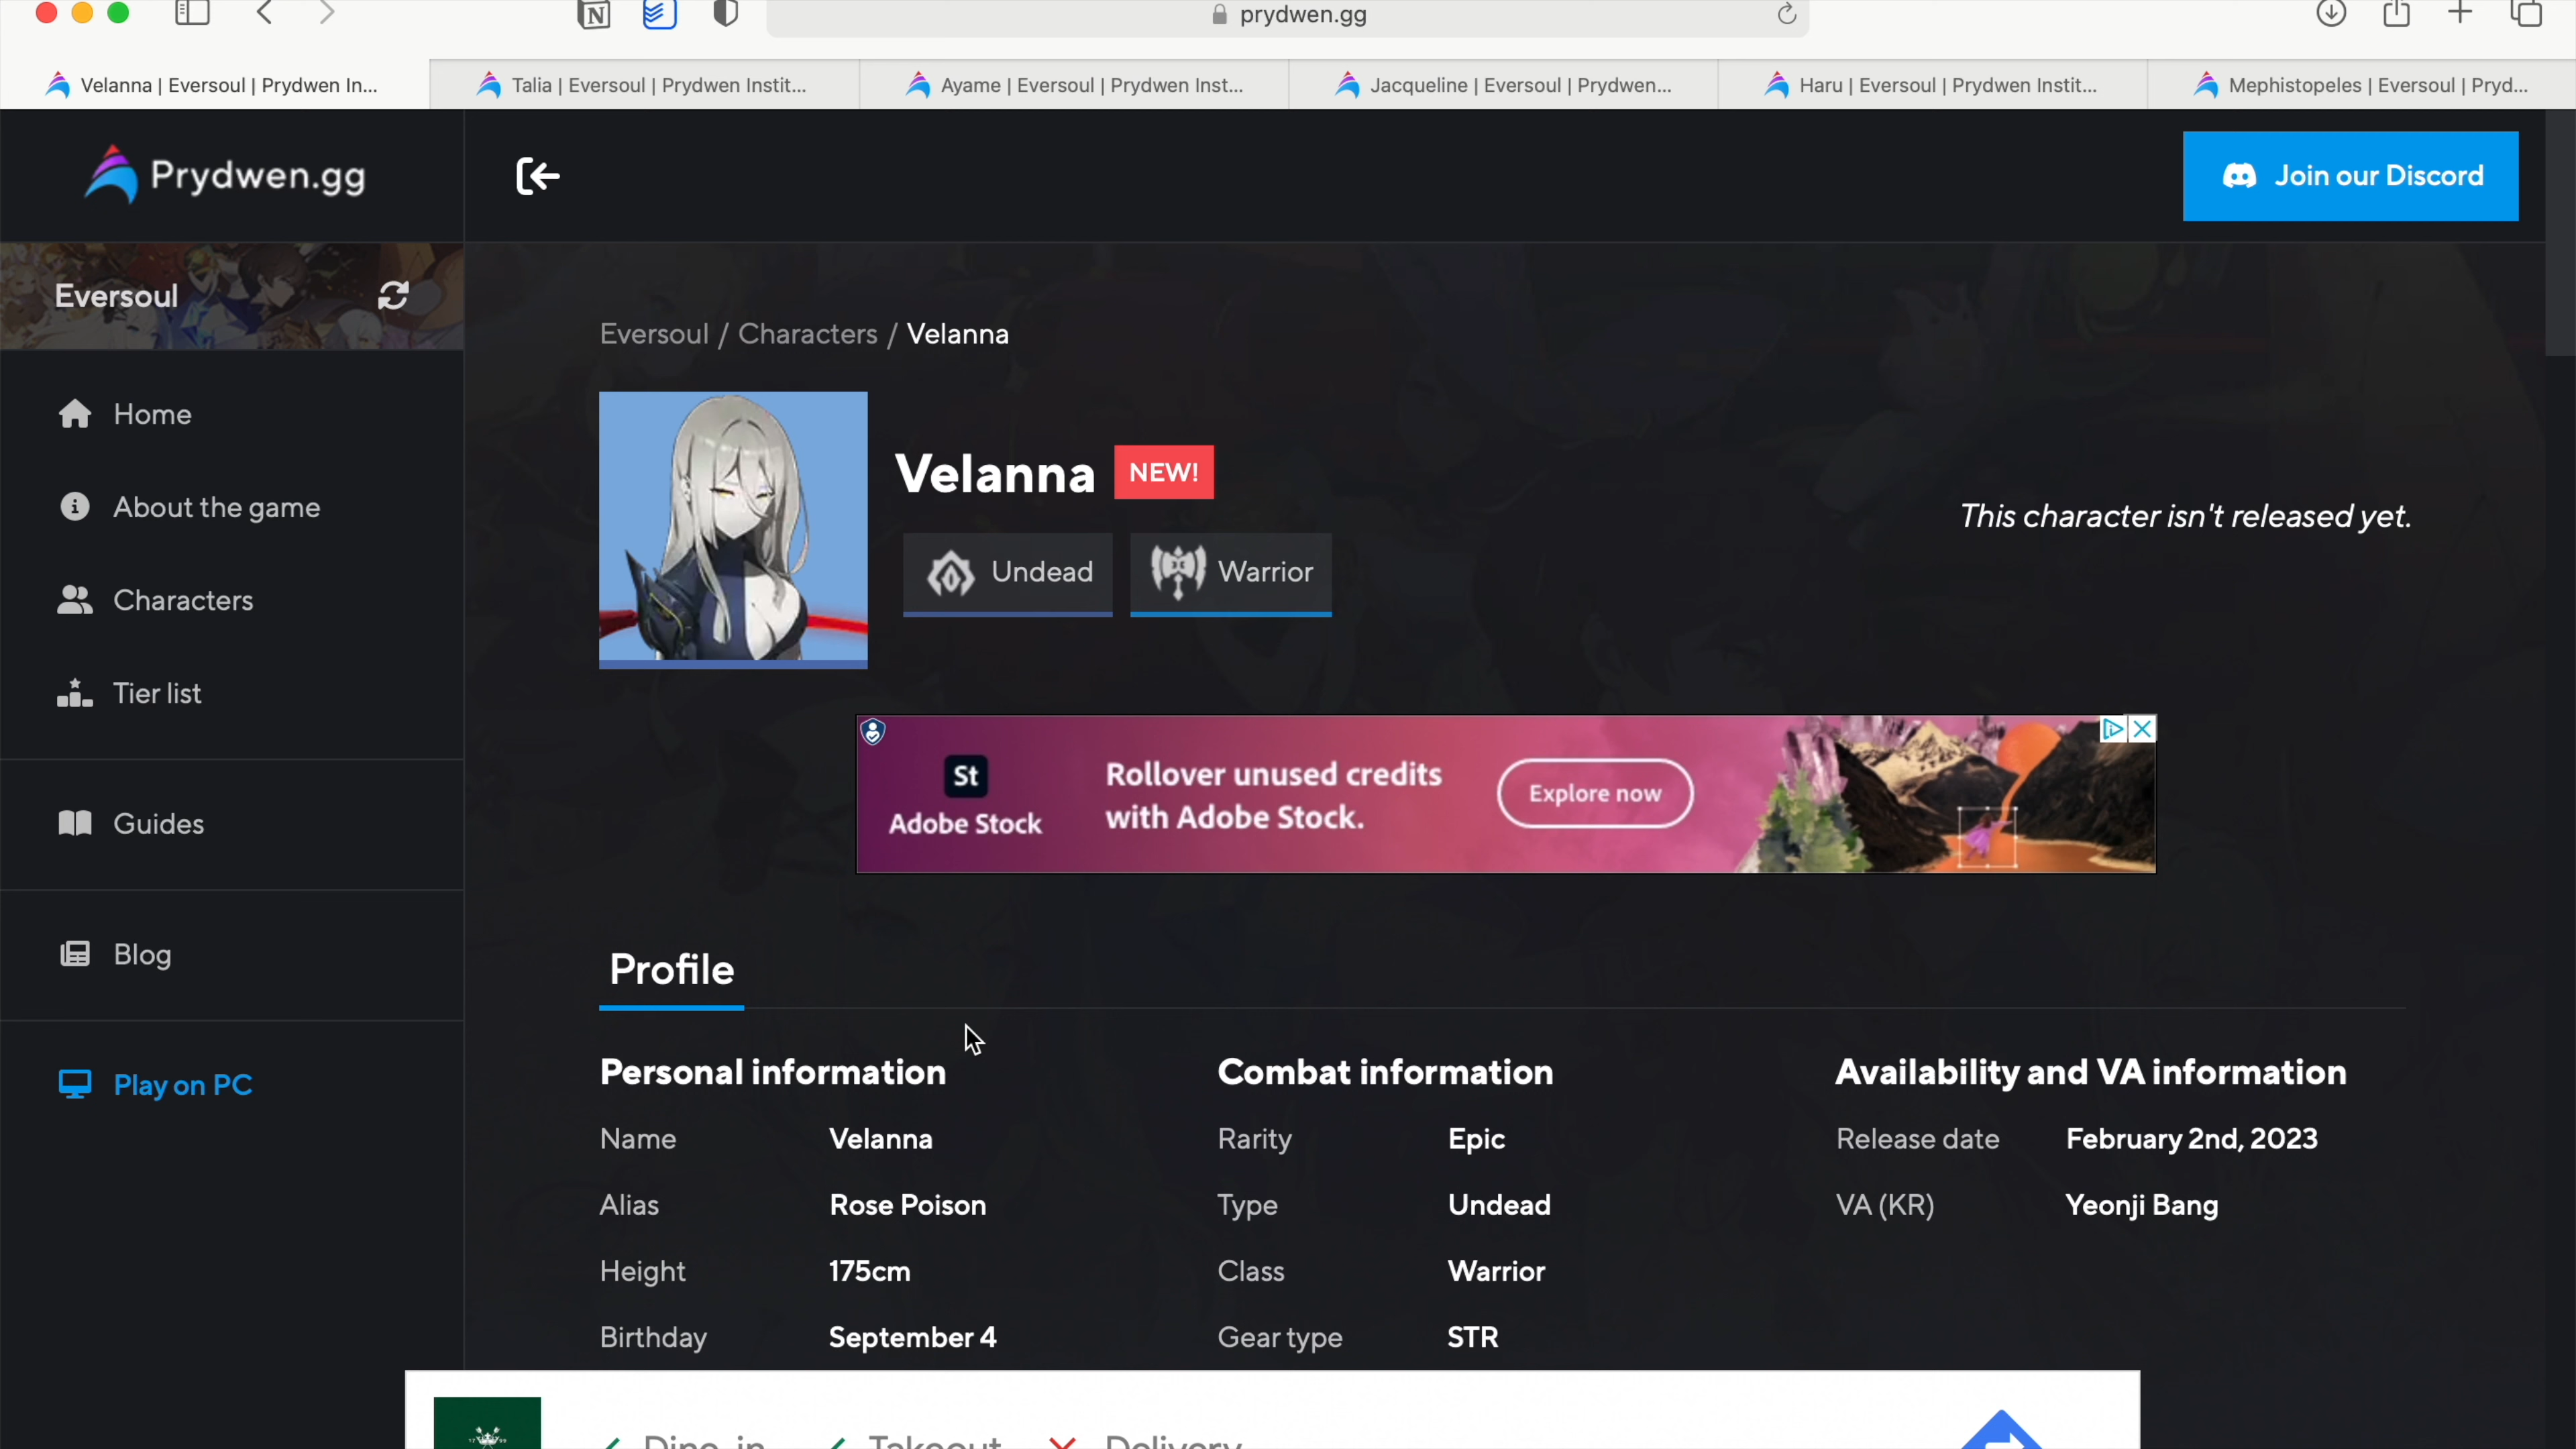 prydwen.gg
Velanna | Eversoul | Prydwen In...
Talia | Eversoul | Prydwen Instit...
Ayame | Eversoul | Prydwen Inst...
Jacqueline | Eversoul | Prydwen...
Haru | Eversoul | Prydwen Instit...
Mephistopeles | Eversoul | Pryd...
Prydwen.gg
Join our Discord
Eversoul
Home
About the game
Characters
Tier list
Guides
Blog
Play on PC
Eversoul / Characters / Velanna
Velanna NEW!
Undead
Warrior
This character isn't released yet.
St
Adobe Stock
Rollover unused credits
with Adobe Stock.
Explore now
Profile
Personal information
Name Velanna
Alias Rose Poison
Height 175cm
Birthday September 4
Combat information
Rarity Epic
Type Undead
Class Warrior
Gear type STR
Availability and VA information
Release date February 2nd, 2023
VA (KR) Yeonji Bang
Dine-in Takeout Delivery